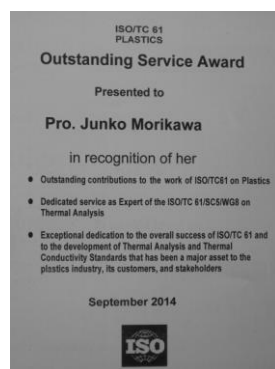 ISO/TC 61
PLASTICS
Outstanding Service Award
Presented to
Pro. Junko Morikawa
in recognition of her
• Outstanding contributions to the work of ISO/TC61 on Plastics
• Dedicated service as Expert of the ISO/TC 61/SC5/WG8 on
Thermal Analysis
• Exceptional dedication to the overall success of ISO/TC 61 and
to the development of Thermal Analysis and Thermal
Conductivity Standards that has been a major asset to the
plastics industry, its customers, and stakeholders
September 2014
ISO